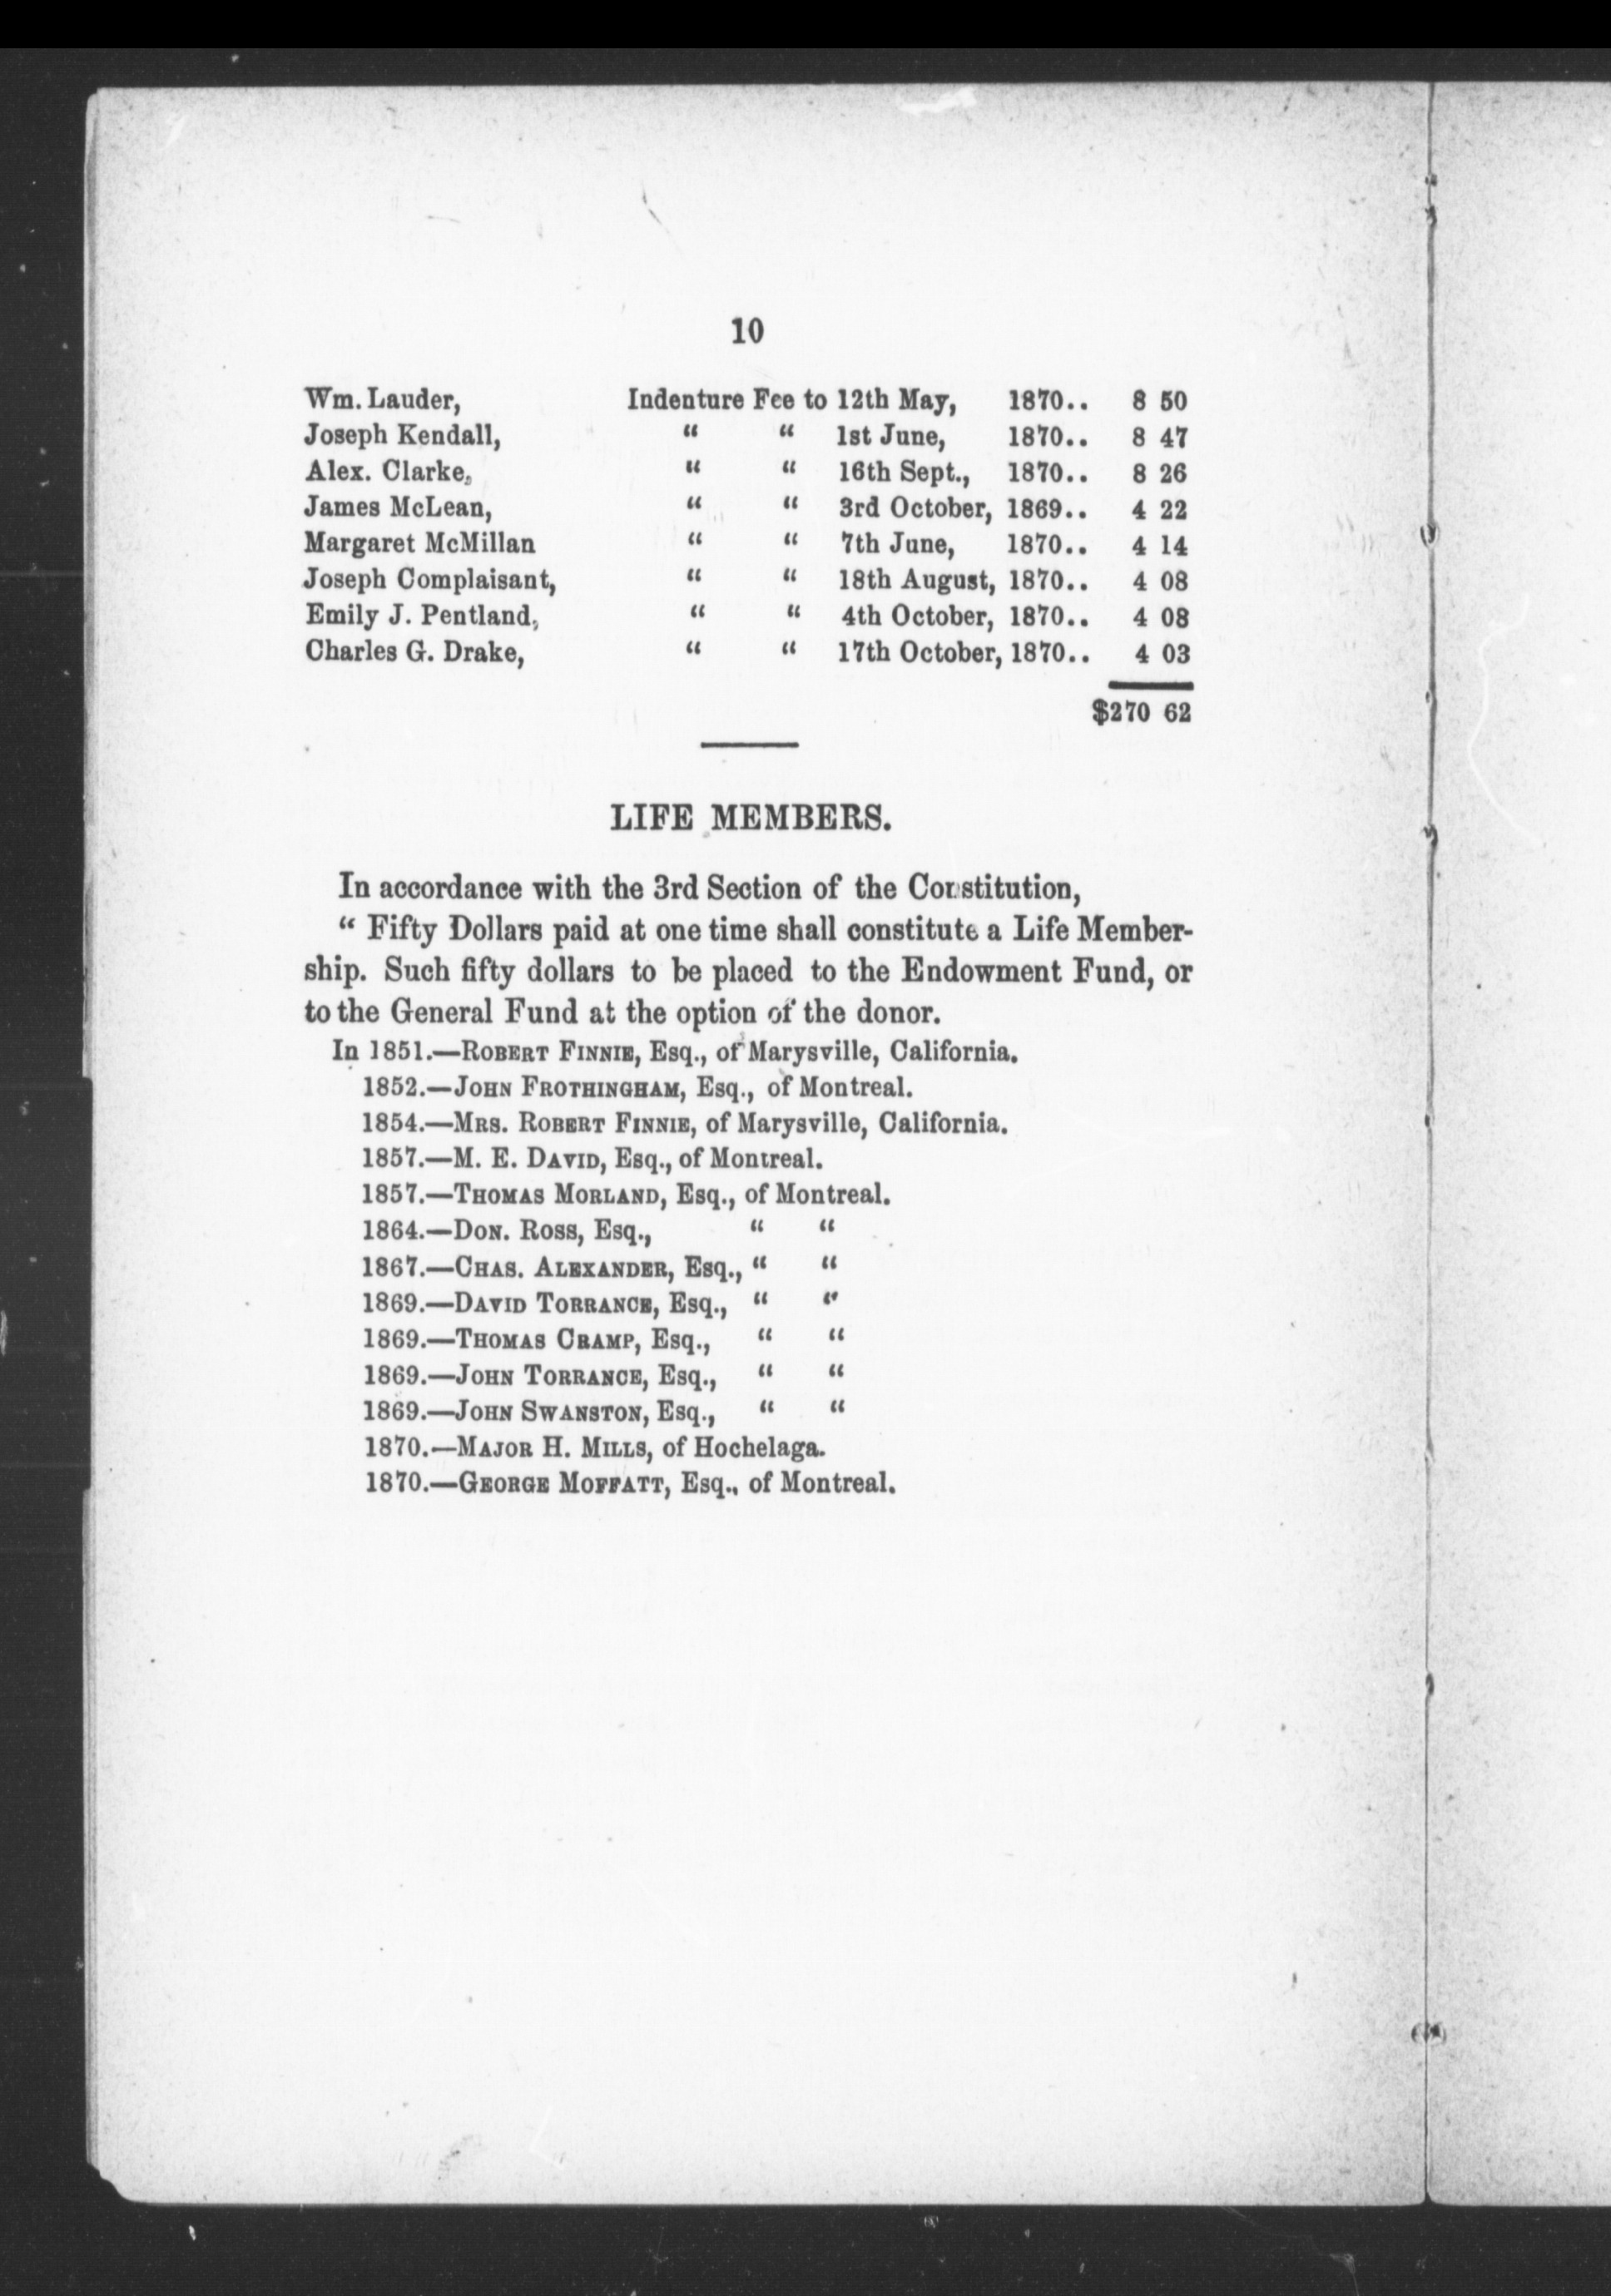 10
Wm. Lauder, Indenture Fee to 12th May, 1870.. 8 50
Joseph Kendall, “ “ 1st June, 1870.. 8 47
Alex. Clarke, “ “ 16th Sept., 1870.. 8 26
James McLean, “ “ 3rd October, 1869.. 4 22
Margaret McMillan “ “ 7th June, 1870.. 4 14
Joseph Complaisant, “ “ 18th August, 1870.. 4 08
Emily J. Pentland, “ “ 4th October, 1870.. 4 08
Charles G. Drake, “ “ 17th October, 1870.. 4 03
$270 62
LIFE MEMBERS.
In accordance with the 3rd Section of the Constitution,
“ Fifty Dollars paid at one time shall constitute a Life Member-
ship. Such fifty dollars to be placed to the Endowment Fund, or
to the General Fund at the option of the donor.
In 1851.—ROBERT FINNIE, Esq., of Marysville, California.
1852.—JOHN FROTHINGHAM, Esq., of Montreal.
1854.—MRS. ROBERT FINNIE, of Marysville, California.
1857.—M. E. DAVID, Esq., of Montreal.
1857.—THOMAS MORLAND, Esq., of Montreal.
1864.—DON. ROSS, Esq., “ “
1867.—CHAS. ALEXANDER, Esq., “ “
1869.—DAVID TORRANCE, Esq., “ “
1869.—THOMAS CRAMP, Esq., “ “
1869.—JOHN TORRANCE, Esq., “ “
1869.—JOHN SWANSTON, Esq., “ “
1870.—MAJOR H. MILLS, of Hochelaga.
1870.—GEORGE MOFFATT, Esq., of Montreal.